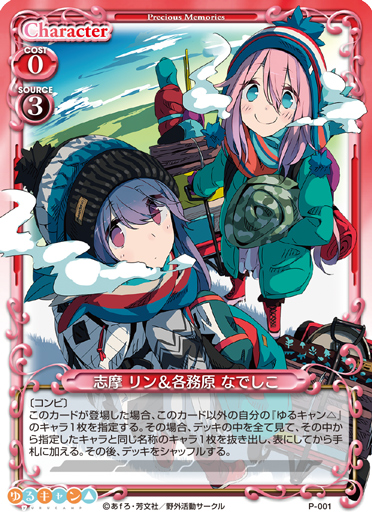 Precious Memories
Character
COST
0
SOURCE
3
志摩 リン&各務原 なでしこ
［コンビ］
このカードが登場した場合、このカード以外の自分の『ゆるキャン△』
のキャラ1枚を指定する。その場合、デッキの中を全て見て、その中
から指定したキャラと同じ名称のキャラ1枚を抜き出し、表にしてから手
札に加える。その後、デッキをシャッフルする。
ゆるキャン△
©あfろ・芳文社／野外活動サークル
P-001